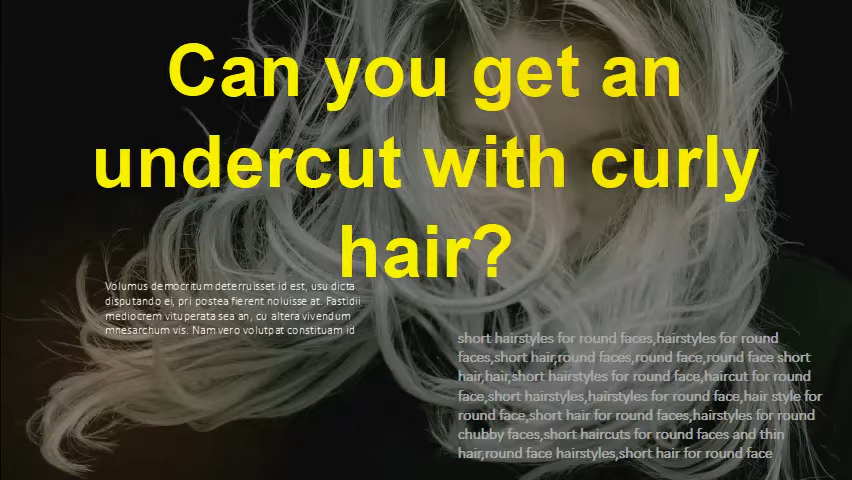 Can you get an
undercut with curly
hair?
Volumus democritum deterruisset id est, usu dicta
disputando ei, pri postea fierent noluisse at. Fastidii
mediocrem vituperata sea an, cu altera vivendum
mnesarchum vis. Nam vero volutpat constituam id
short hairstyles for round faces,hairstyles for round
faces,short hair,round faces,round face,round face short
hair,hair,short hairstyles for round face,haircut for round
face,short hairstyles,hairstyles for round face,hair style for
round face,short hair for round faces,hairstyles for round
chubby faces,short haircuts for round faces and thin
hair,round face hairstyles,short hair for round face